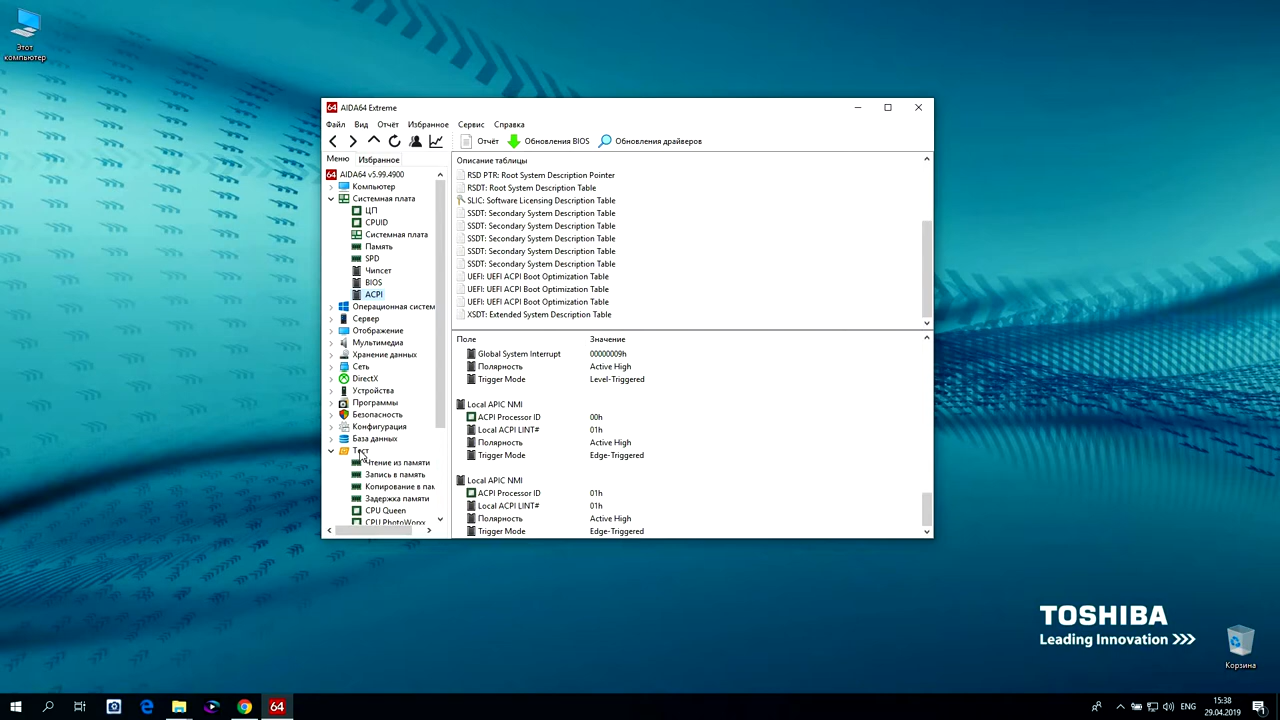 Этот
компьютер
AIDA64 Extreme
Файл Вид Отчёт Избранное Сервис Справка
Отчёт Обновления BIOS Обновления драйверов
Меню Избранное
AIDA64 v5.99.4900
Компьютер
Системная плата
ЦП
CPUID
Системная плата
Память
SPD
Чипсет
BIOS
ACPI
Операционная систем
Сервер
Отображение
Мультимедиа
Хранение данных
Сеть
DirectX
Устройства
Программы
Безопасность
Конфигурация
База данных
Тест
Чтение из памяти
Запись в память
Копирование в пам
Задержка памяти
CPU Queen
CPU PhotoWorxx
Описание таблицы
RSD PTR: Root System Description Pointer
RSDT: Root System Description Table
SLIC: Software Licensing Description Table
SSDT: Secondary System Description Table
SSDT: Secondary System Description Table
SSDT: Secondary System Description Table
SSDT: Secondary System Description Table
SSDT: Secondary System Description Table
UEFI: UEFI ACPI Boot Optimization Table
UEFI: UEFI ACPI Boot Optimization Table
UEFI: UEFI ACPI Boot Optimization Table
XSDT: Extended System Description Table
Поле Значение
Global System Interrupt 00000009h
Полярность Active High
Trigger Mode Level-Triggered
Local APIC NMI
ACPI Processor ID 00h
Local ACPI LINT# 01h
Полярность Active High
Trigger Mode Edge-Triggered
Local APIC NMI
ACPI Processor ID 01h
Local ACPI LINT# 01h
Полярность Active High
Trigger Mode Edge-Triggered
TOSHIBA
Leading Innovation >>>
Корзина
64
ENG
15:38
29.04.2019
1